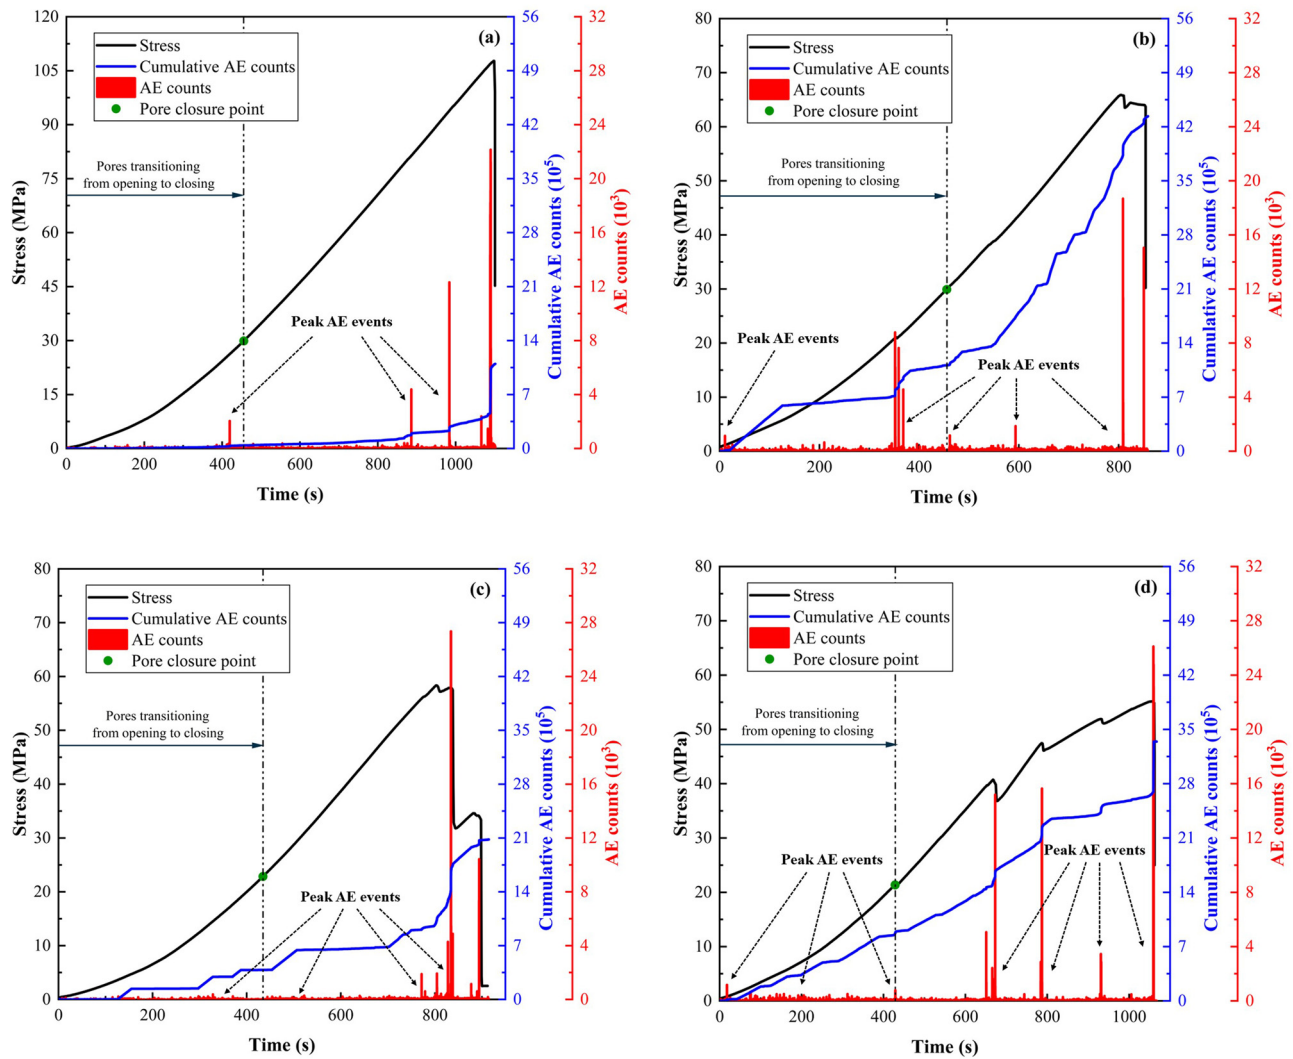 (a)
Stress
Cumulative AE counts
AE counts
Pore closure point
Pores transitioning
from opening to closing
Peak AE events
120
105
90
75
60
45
30
15
0
Stress (MPa)
0 200 400 600 800 1000
Time (s)
56
49
42
35
28
21
14
7
0
Cumulative AE counts (10⁵)
32
28
24
20
16
12
8
4
0
AE counts (10³)
(b)
Stress
Cumulative AE counts
AE counts
Pore closure point
Pores transitioning
from opening to closing
Peak AE events
Peak AE events
80
70
60
50
40
30
20
10
0
Stress (MPa)
0 200 400 600 800
Time (s)
56
49
42
35
28
21
14
7
0
Cumulative AE counts (10⁵)
32
28
24
20
16
12
8
4
0
AE counts (10³)
(c)
Stress
Cumulative AE counts
AE counts
Pore closure point
Pores transitioning
from opening to closing
Peak AE events
80
70
60
50
40
30
20
10
0
Stress (MPa)
0 200 400 600 800
Time (s)
56
49
42
35
28
21
14
7
0
Cumulative AE counts (10⁵)
32
28
24
20
16
12
8
4
0
AE counts (10³)
(d)
Stress
Cumulative AE counts
AE counts
Pore closure point
Pores transitioning
from opening to closing
Peak AE events
Peak AE events
80
70
60
50
40
30
20
10
0
Stress (MPa)
0 200 400 600 800 1000
Time (s)
56
49
42
35
28
21
14
7
0
Cumulative AE counts (10⁵)
32
28
24
20
16
12
8
4
0
AE counts (10³)